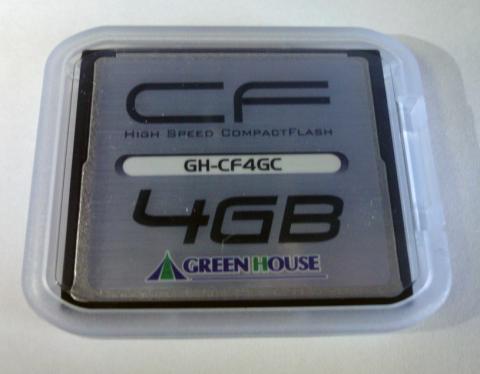 CF
HIGH SPEED COMPACTFLASH
GH-CF4GC
4GB
GREEN HOUSE